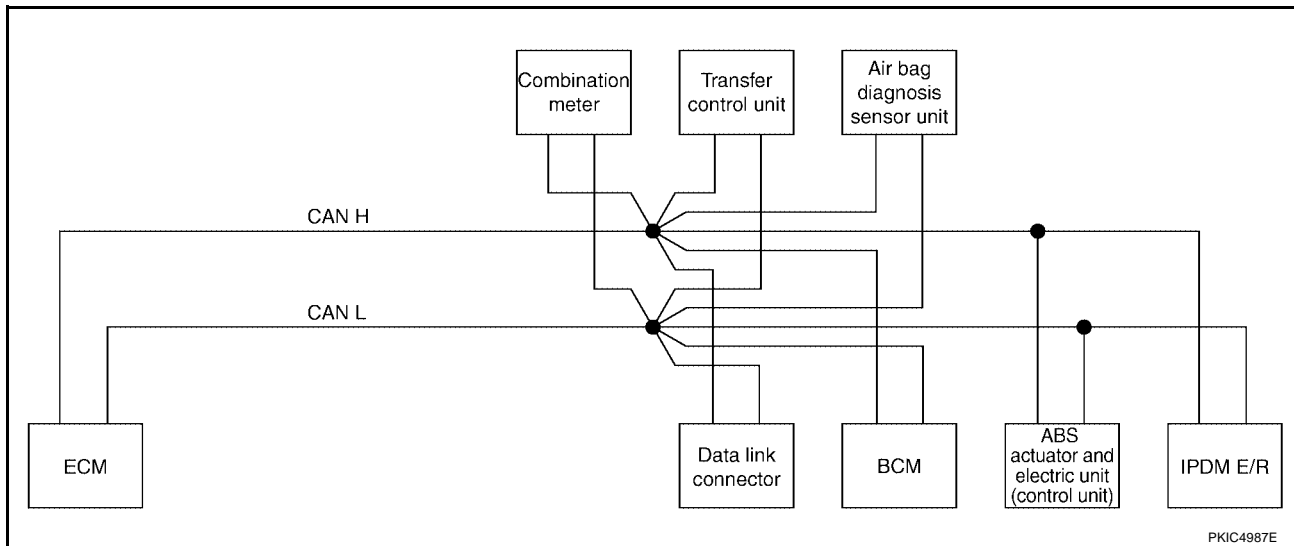 Combination
meter
Transfer
control unit
Air bag
diagnosis
sensor unit
CAN H
CAN L
ECM
Data link
connector
BCM
ABS
actuator and
electric unit
(control unit)
IPDM E/R
PKIC4987E